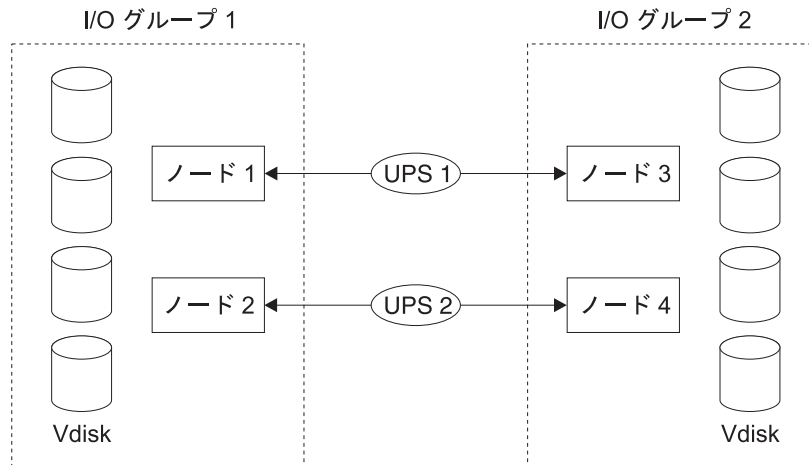 I/O グループ 1
I/O グループ 2
ノード 1
UPS 1
ノード 3
ノード 2
UPS 2
ノード 4
Vdisk
Vdisk